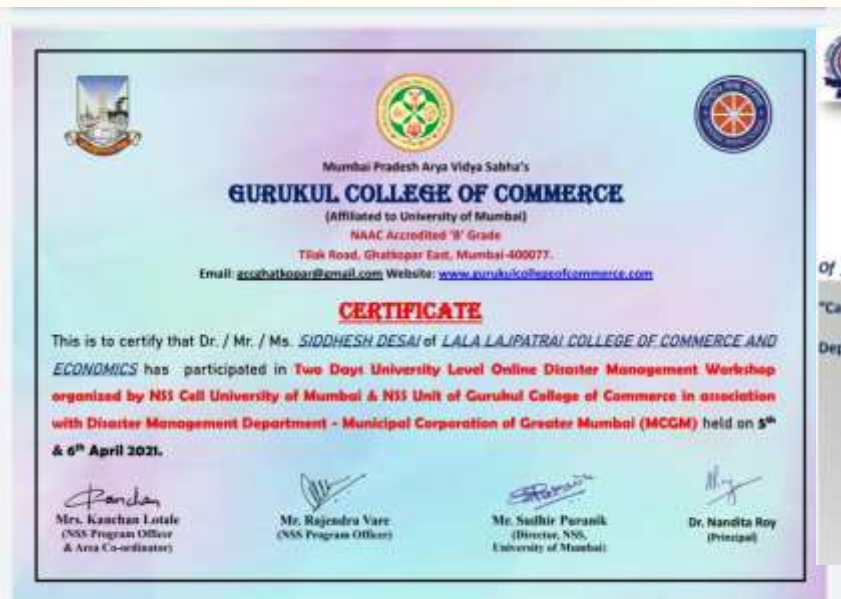 Mumbai Pradesh Arya Vidya Sabha's
GURUKUL COLLEGE OF COMMERCE
(Affiliated to University of Mumbai)
NAAC Accredited 'B' Grade
Tilak Road, Ghatkopar East, Mumbai-400077.
Email: gccghatkopar@gmail.com Website: www.gurukulcollegeofcommerce.com
CERTIFICATE
This is to certify that Dr. / Mr. / Ms. SIDDHESH DESAI of LALA LAJPATRAI COLLEGE OF COMMERCE AND
ECONOMICS has participated in Two Days University Level Online Disaster Management Workshop
organized by NSS Cell University of Mumbai & NSS Unit of Gurukul College of Commerce in association
with Disaster Management Department - Municipal Corporation of Greater Mumbai (MCGM) held on 5th
& 6th April 2021.
Mrs. Kanchan Lotale
(NSS Program Officer
& Area Co-ordinator)
Mr. Rajendra Vare
(NSS Program Officer)
Mr. Sudhir Puranik
(Director, NSS,
University of Mumbai)
Dr. Nandita Roy
(Principal)
Of
"Ca
Dep